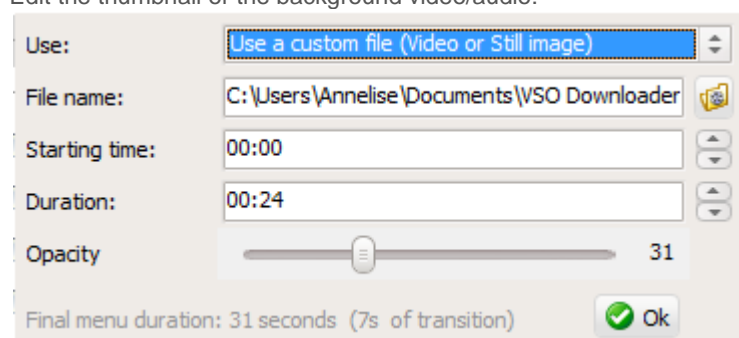 Edit the thumbnail of the background video/audio.
Use: Use a custom file (Video or Still image)
File name: C:\Users\Annelise\Documents\VSO Downloader
Starting time: 00:00
Duration: 00:24
Opacity 31
Final menu duration: 31 seconds (7s of transition) Ok